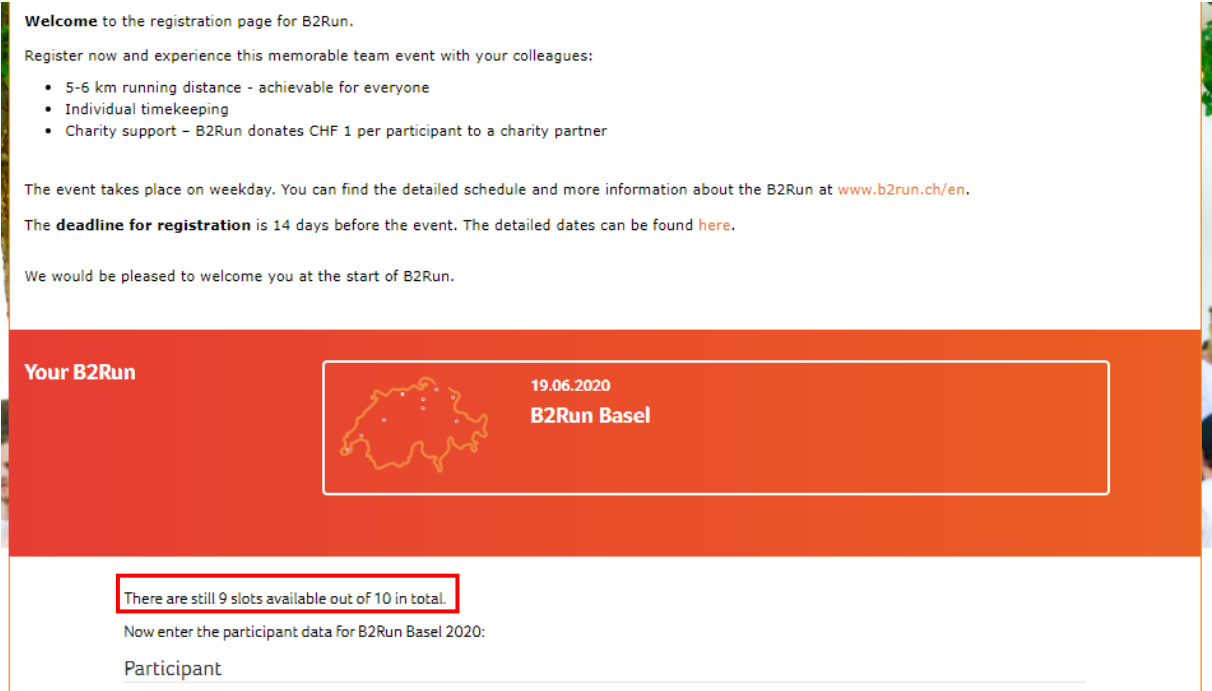 Welcome to the registration page for B2Run.
Register now and experience this memorable team event with your colleagues:
• 5-6 km running distance - achievable for everyone
• Individual timekeeping
• Charity support – B2Run donates CHF 1 per participant to a charity partner
The event takes place on weekday. You can find the detailed schedule and more information about the B2Run at www.b2run.ch/en.
The deadline for registration is 14 days before the event. The detailed dates can be found here.
We would be pleased to welcome you at the start of B2Run.
Your B2Run
19.06.2020
B2Run Basel
There are still 9 slots available out of 10 in total.
Now enter the participant data for B2Run Basel 2020:
Participant